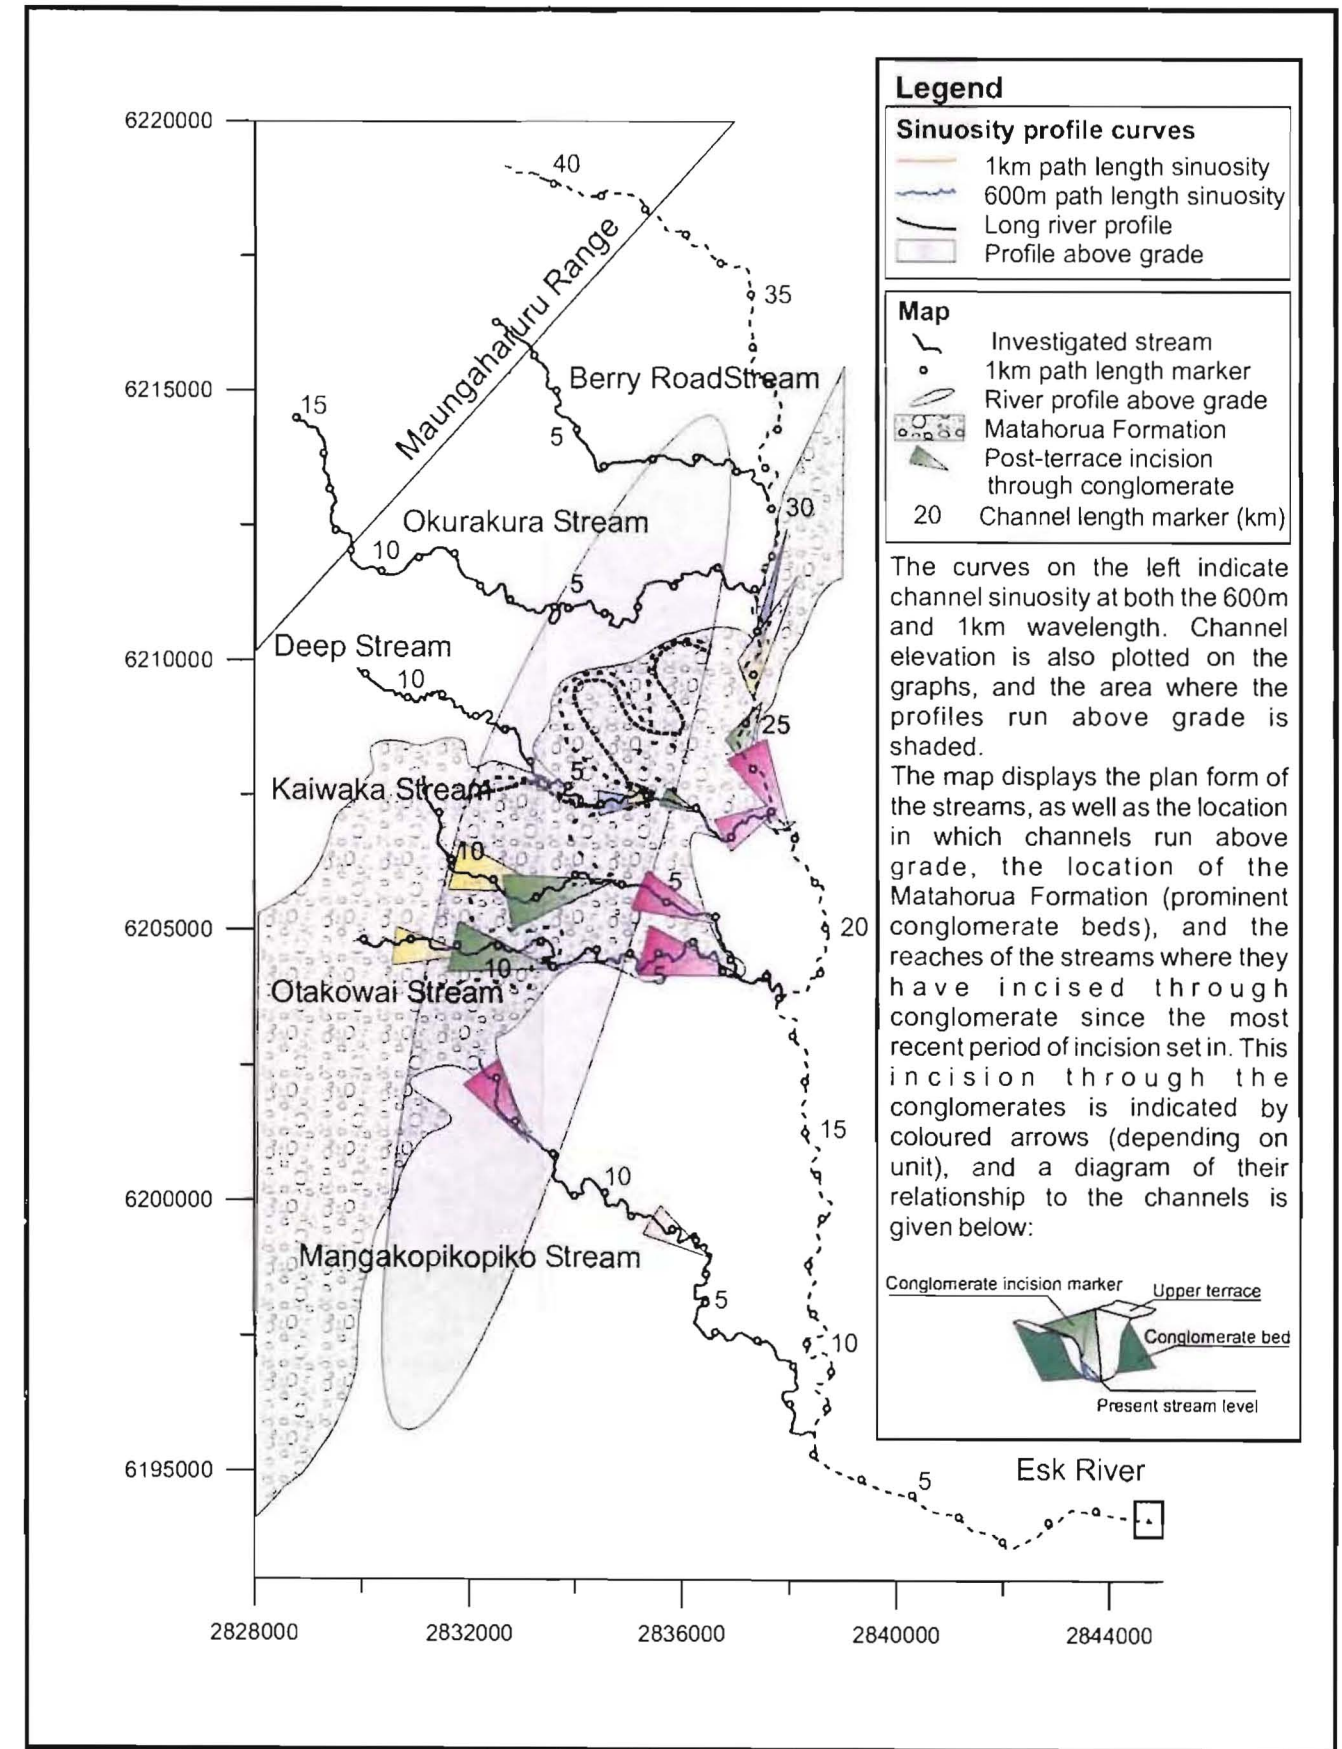 6220000
40
Maungaharuru Range
35
Berry RoadStream
6215000
15
5
30
Okurakura Stream
10
5
Deep Stream
6210000
10
25
5
Kaiwaka Stream
10
5
6205000
20
10
5
Otakowai Stream
15
10
6200000
Mangakopikopiko Stream
5
10
6195000
5
Esk River
2828000
2832000
2836000
2840000
2844000
Legend
Sinuosity profile curves
1km path length sinuosity
600m path length sinuosity
Long river profile
Profile above grade
Map
Investigated stream
1km path length marker
River profile above grade
Matahorua Formation
Post-terrace incision
through conglomerate
20 Channel length marker (km)
The curves on the left indicate
channel sinuosity at both the 600m
and 1km wavelength. Channel
elevation is also plotted on the
graphs, and the area where the
profiles run above grade is
shaded.
The map displays the plan form of
the streams, as well as the location
in which channels run above
grade, the location of the
Matahorua Formation (prominent
conglomerate beds), and the
reaches of the streams where they
have incised through
conglomerate since the most
recent period of incision set in. This
incision through the
conglomerates is indicated by
coloured arrows (depending on
unit), and a diagram of their
relationship to the channels is
given below:
Conglomerate incision marker
Upper terrace
Conglomerate bed
Present stream level